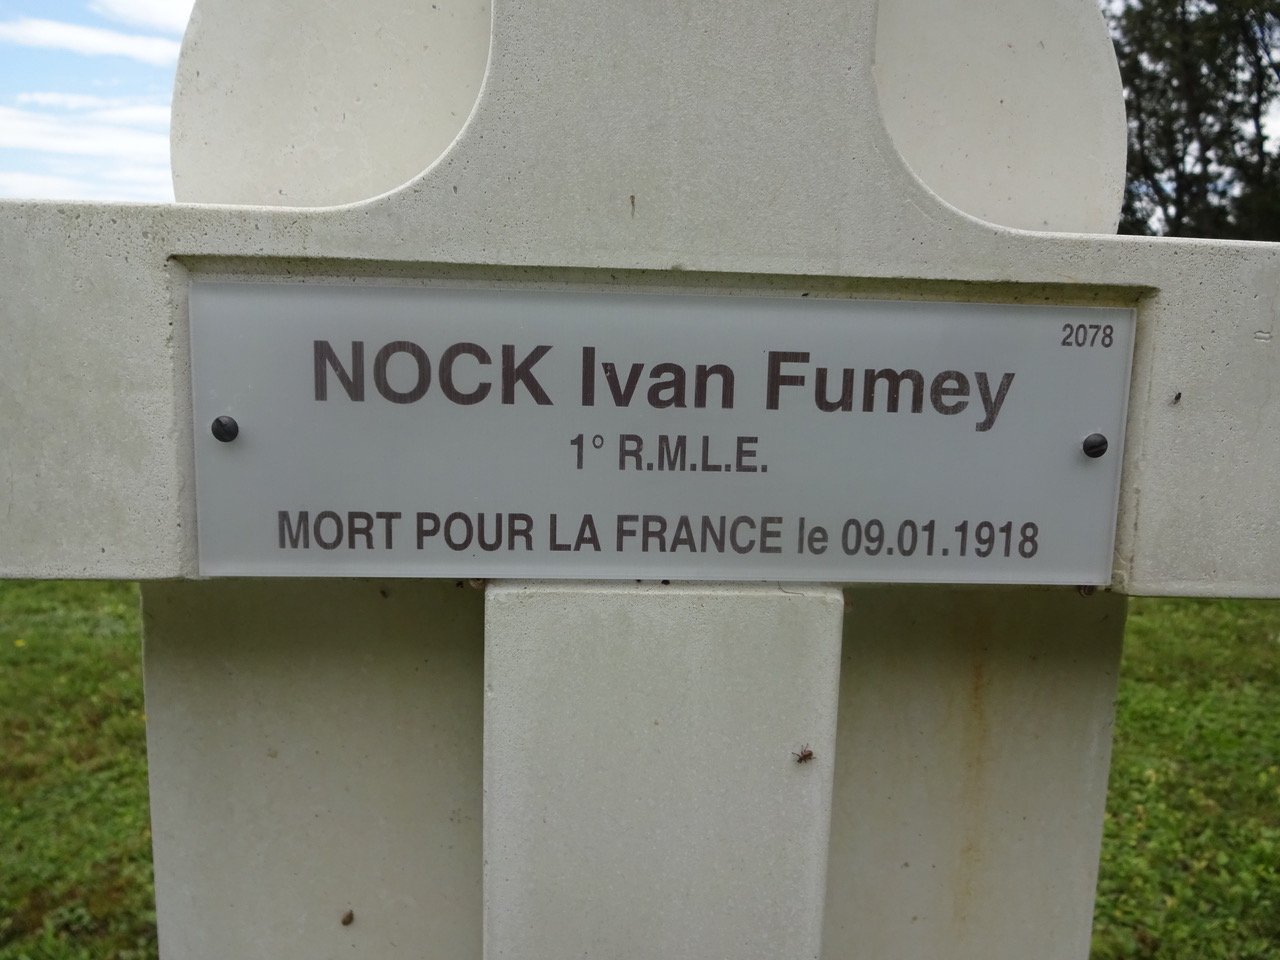 2078
NOCK Ivan Fumey
1° R.M.L.E.
MORT POUR LA FRANCE le 09.01.1918